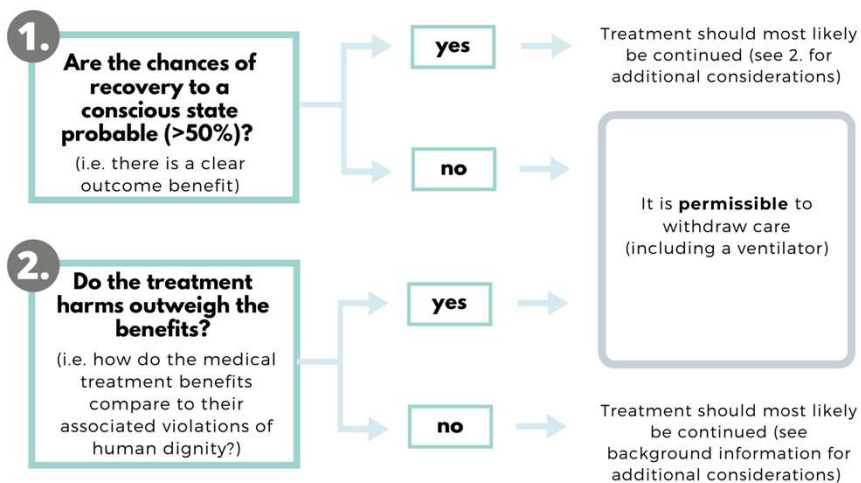 1.
Are the chances of
recovery to a
conscious state
probable (>50%)?
(i.e. there is a clear
outcome benefit)
yes
Treatment should most likely
be continued (see 2. for
additional considerations)
no
It is permissible to
withdraw care
(including a ventilator)
2.
Do the treatment
harms outweigh the
benefits?
(i.e. how do the medical
treatment benefits
compare to their
associated violations of
human dignity?)
yes
no
Treatment should most likely
be continued (see
background information for
additional considerations)